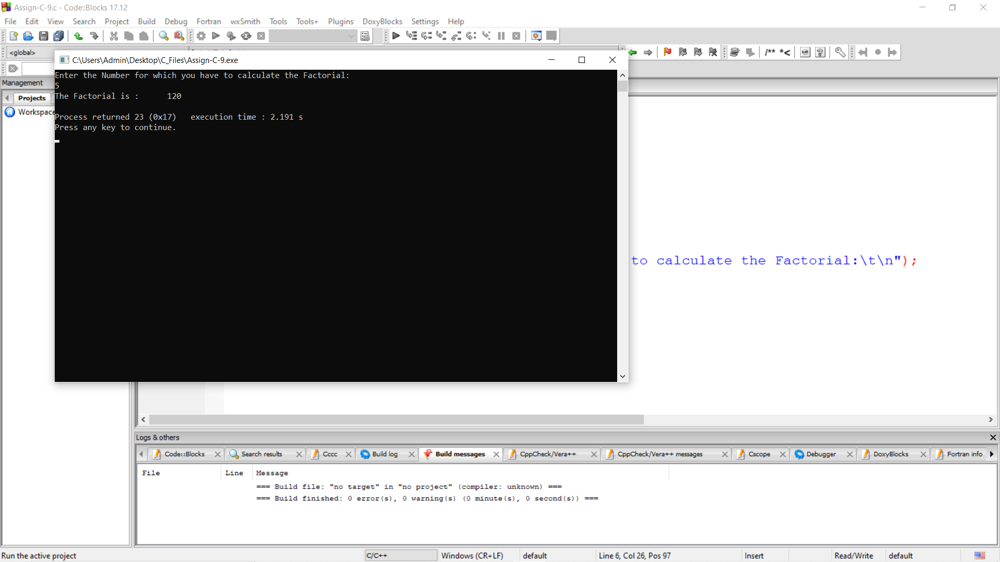 Assign-C-9.c - Code::Blocks 17.12
File Edit View Search Project Build Debug Fortran wxSmith Tools Tools+ Plugins DoxyBlocks Settings Help
<global>
/** *<
C:\Users\Admin\Desktop\C_Files\Assign-C-9.exe
Management
Projects
Workspace
Enter the Number for which you have to calculate the Factorial:
5
The Factorial is :      120
Process returned 23 (0x17)   execution time : 2.191 s
Press any key to continue.
to calculate the Factorial:\t\n");
Logs & others
Code::Blocks Search results Cccc Build log Build messages CppCheck/Vera++ CppCheck/Vera++ messages Cscope Debugger DoxyBlocks Fortran info
File Line Message
=== Build file: "no target" in "no project" (compiler: unknown) ===
=== Build finished: 0 error(s), 0 warning(s) (0 minute(s), 0 second(s)) ===
Run the active project C/C++ Windows (CR+LF) default Line 6, Col 26, Pos 97 Insert Read/Write default